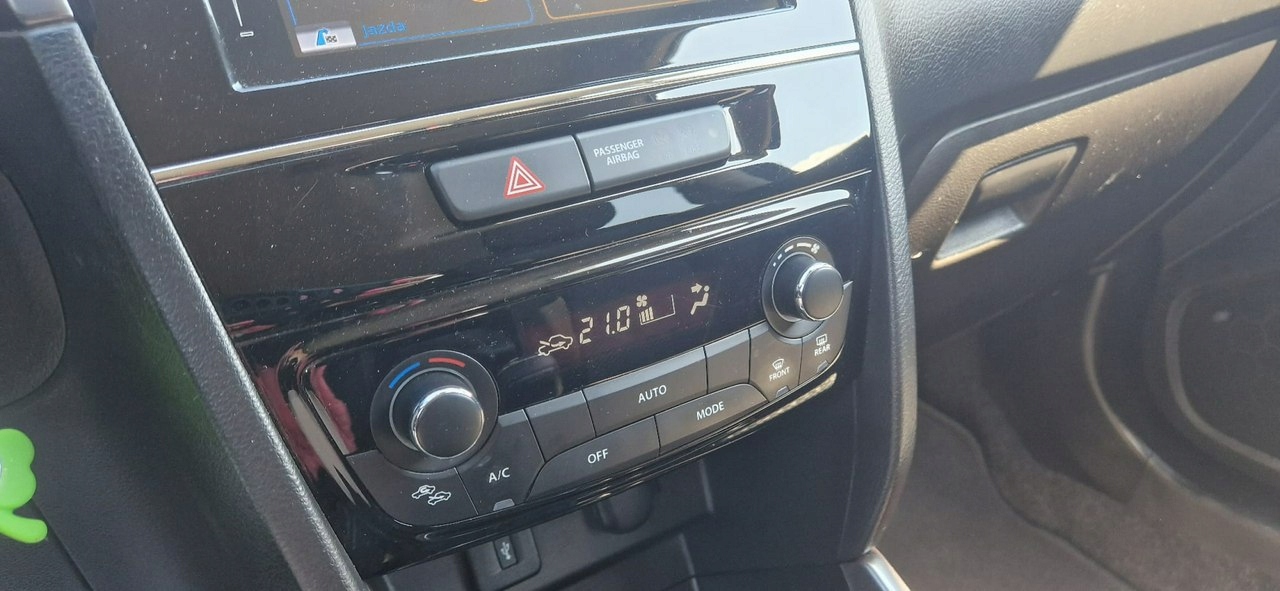 Jazda
PASSENGER
AIRBAG
21.0
AUTO
MODE
FRONT
REAR
A/C
OFF